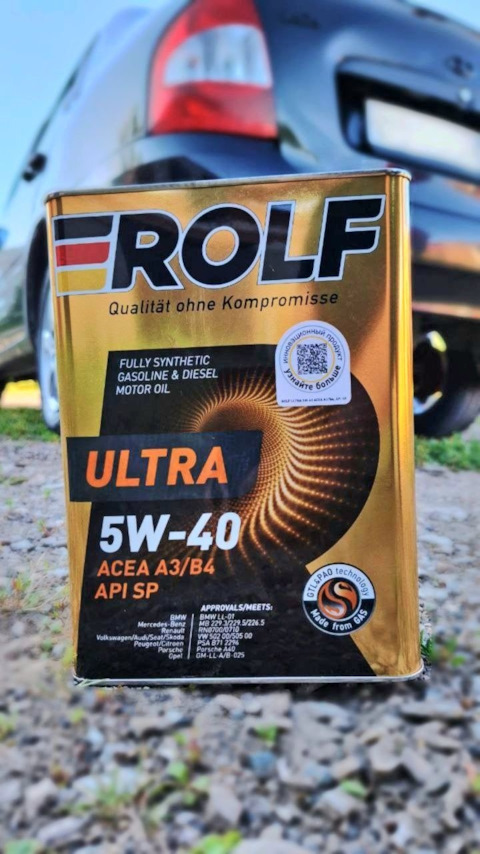 ROLF
Qualität ohne Kompromisse
FULLY SYNTHETIC
GASOLINE & DIESEL
MOTOR OIL
инновационный продукт
Узнайте больше
ULTRA
5W-40
ACEA A3/B4
API SP
GTL&PAO technology
Made from GAS
APPROVALS/MEETS:
BMW BMW LL-01
Mercedes-Benz MB 229.3/229.5/226.5
Renault RN0700/0710
Volkswagen/Audi/Seat/Skoda VW 502 00/505 00
Peugeot/Citroen PSA B71 2296
Porsche Porsche A40
Opel GM-LL-A/B-025